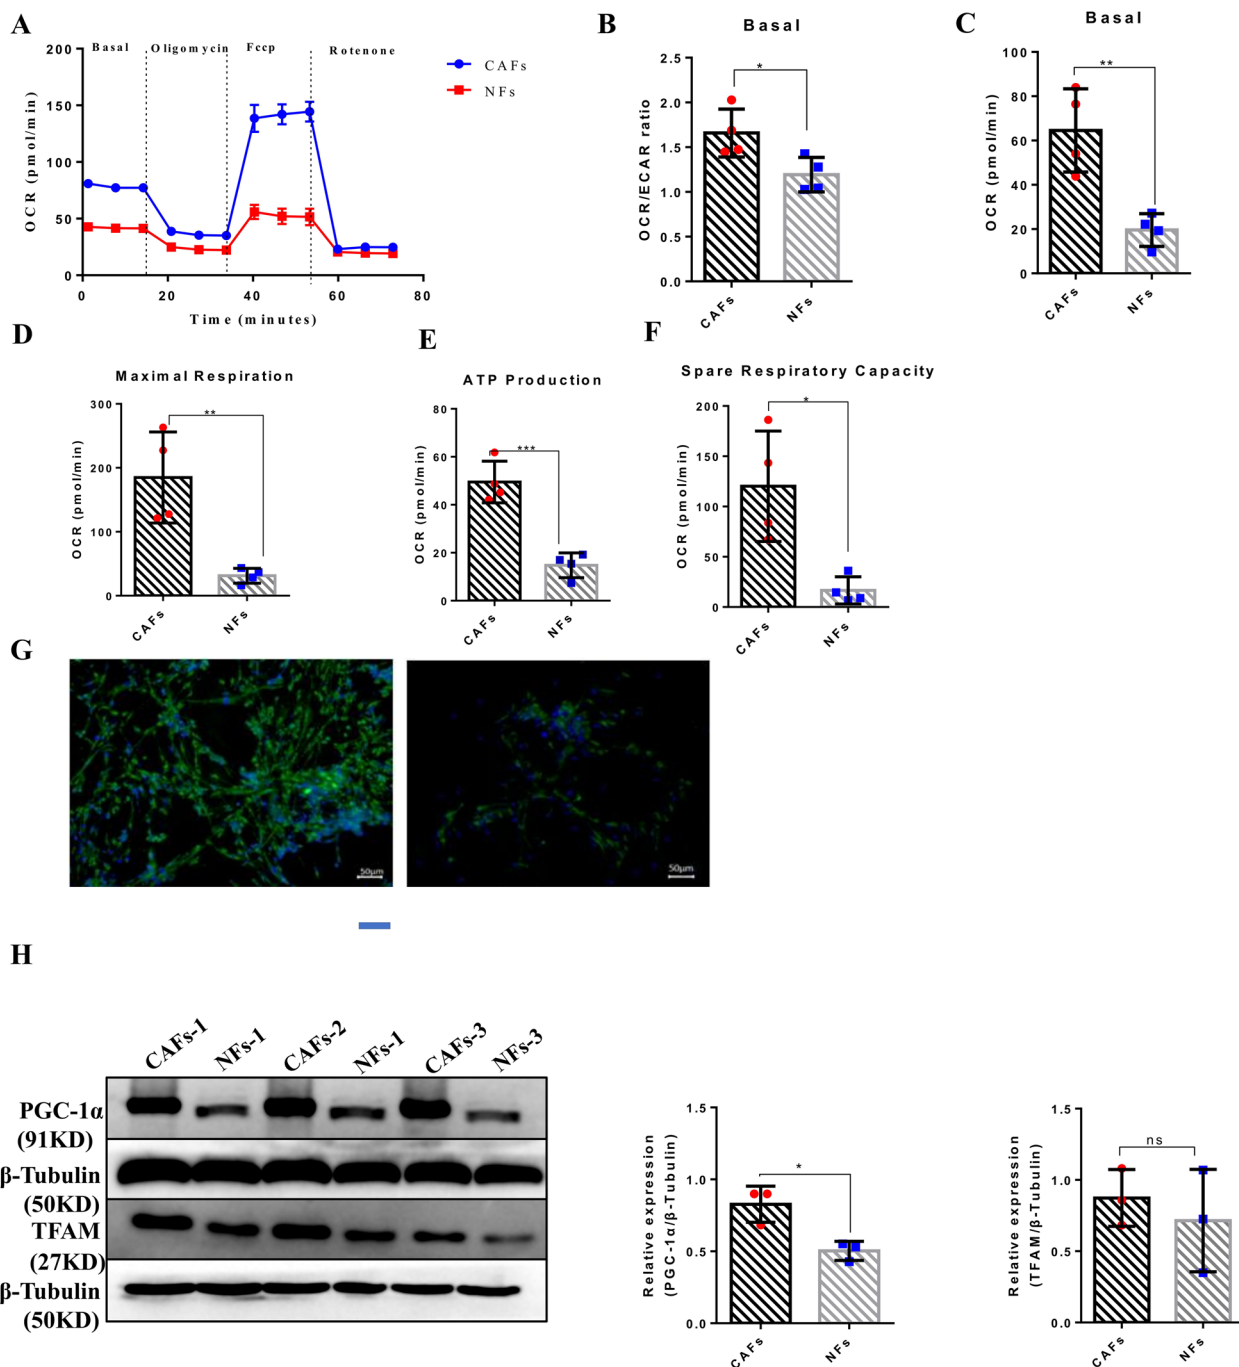 A
Basal
Oligomycin
Fccp
Rotenone
OCR (pmol/min)
200
150
100
50
0
0
20
40
60
80
Time (minutes)
CAFs
NFs
B
Basal
OCR/ECAR ratio
2.5
2.0
1.5
1.0
0.5
0.0
*
CAFs
NFs
C
Basal
OCR (pmol/min)
100
80
60
40
20
0
**
CAFs
NFs
D
Maximal Respiration
OCR (pmol/min)
300
200
100
0
**
CAFs
NFs
E
ATP Production
OCR (pmol/min)
80
60
40
20
0
***
CAFs
NFs
F
Spare Respiratory Capacity
OCR (pmol/min)
200
150
100
50
0
*
CAFs
NFs
G
50μm
50μm
H
CAFs-1
NFs-1
CAFs-2
NFs-1
CAFs-3
NFs-3
PGC-1α
(91KD)
β-Tubulin
(50KD)
TFAM
(27KD)
β-Tubulin
(50KD)
Relative expression
(PGC-1α/β-Tubulin)
1.5
1.0
0.5
0.0
*
CAFs
NFs
Relative expression
(TFAM/β-Tubulin)
1.5
1.0
0.5
0.0
ns
CAFs
NFs